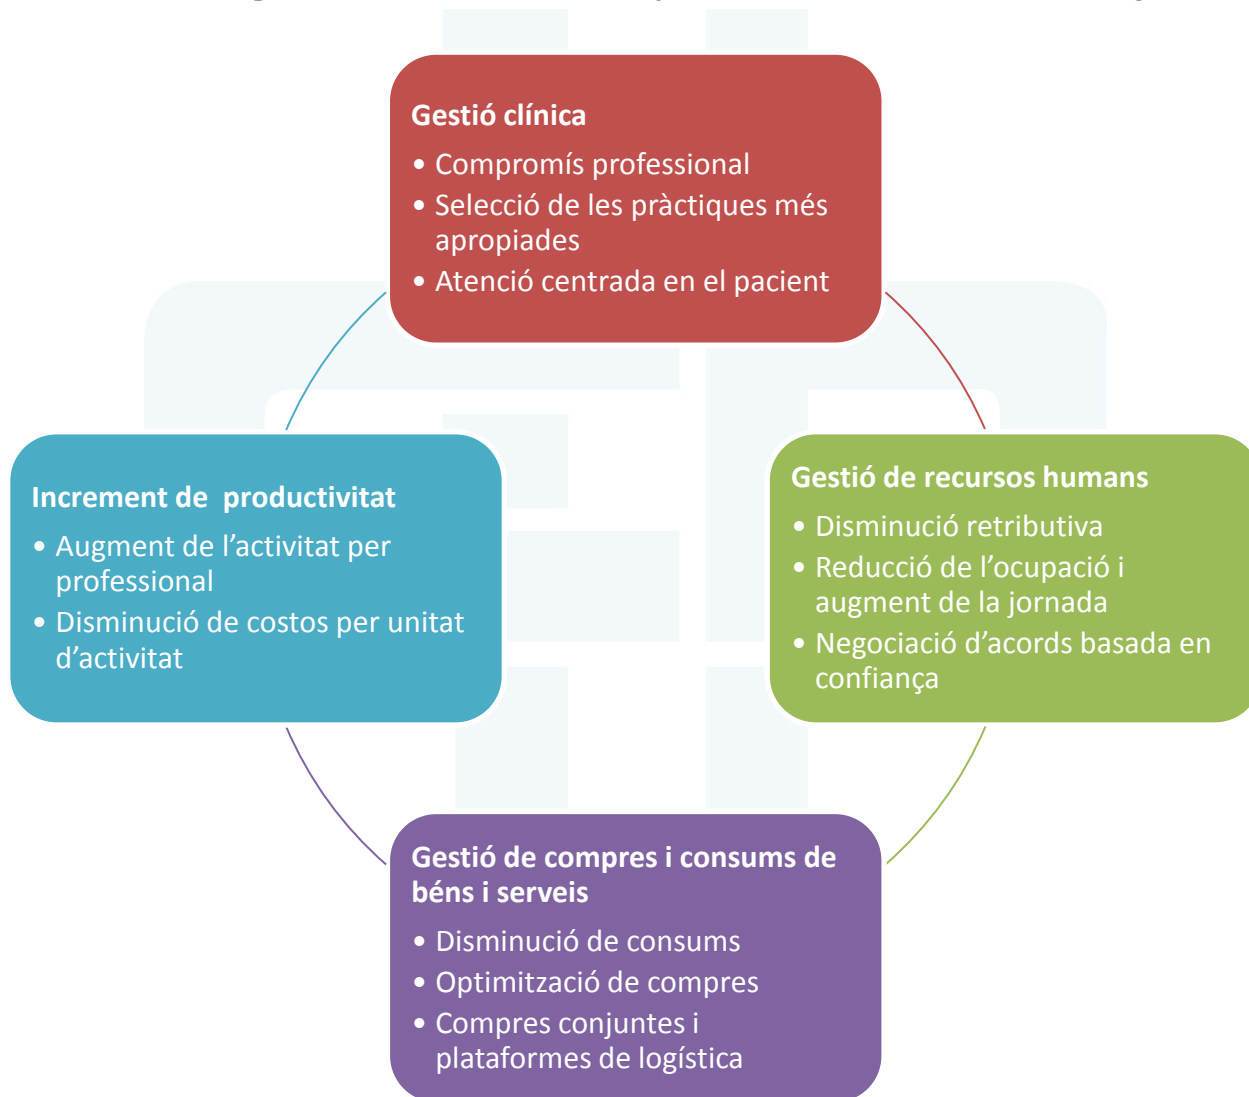 Gestió clínica
• Compromís professional
• Selecció de les pràctiques més
apropiades
• Atenció centrada en el pacient
Increment de  productivitat
• Augment de l’activitat per
professional
• Disminució de costos per unitat
d’activitat
Gestió de recursos humans
• Disminució retributiva
• Reducció de l’ocupació i
augment de la jornada
• Negociació d’acords basada en
confiança
Gestió de compres i consums de
béns i serveis
• Disminució de consums
• Optimització de compres
• Compres conjuntes i
plataformes de logística